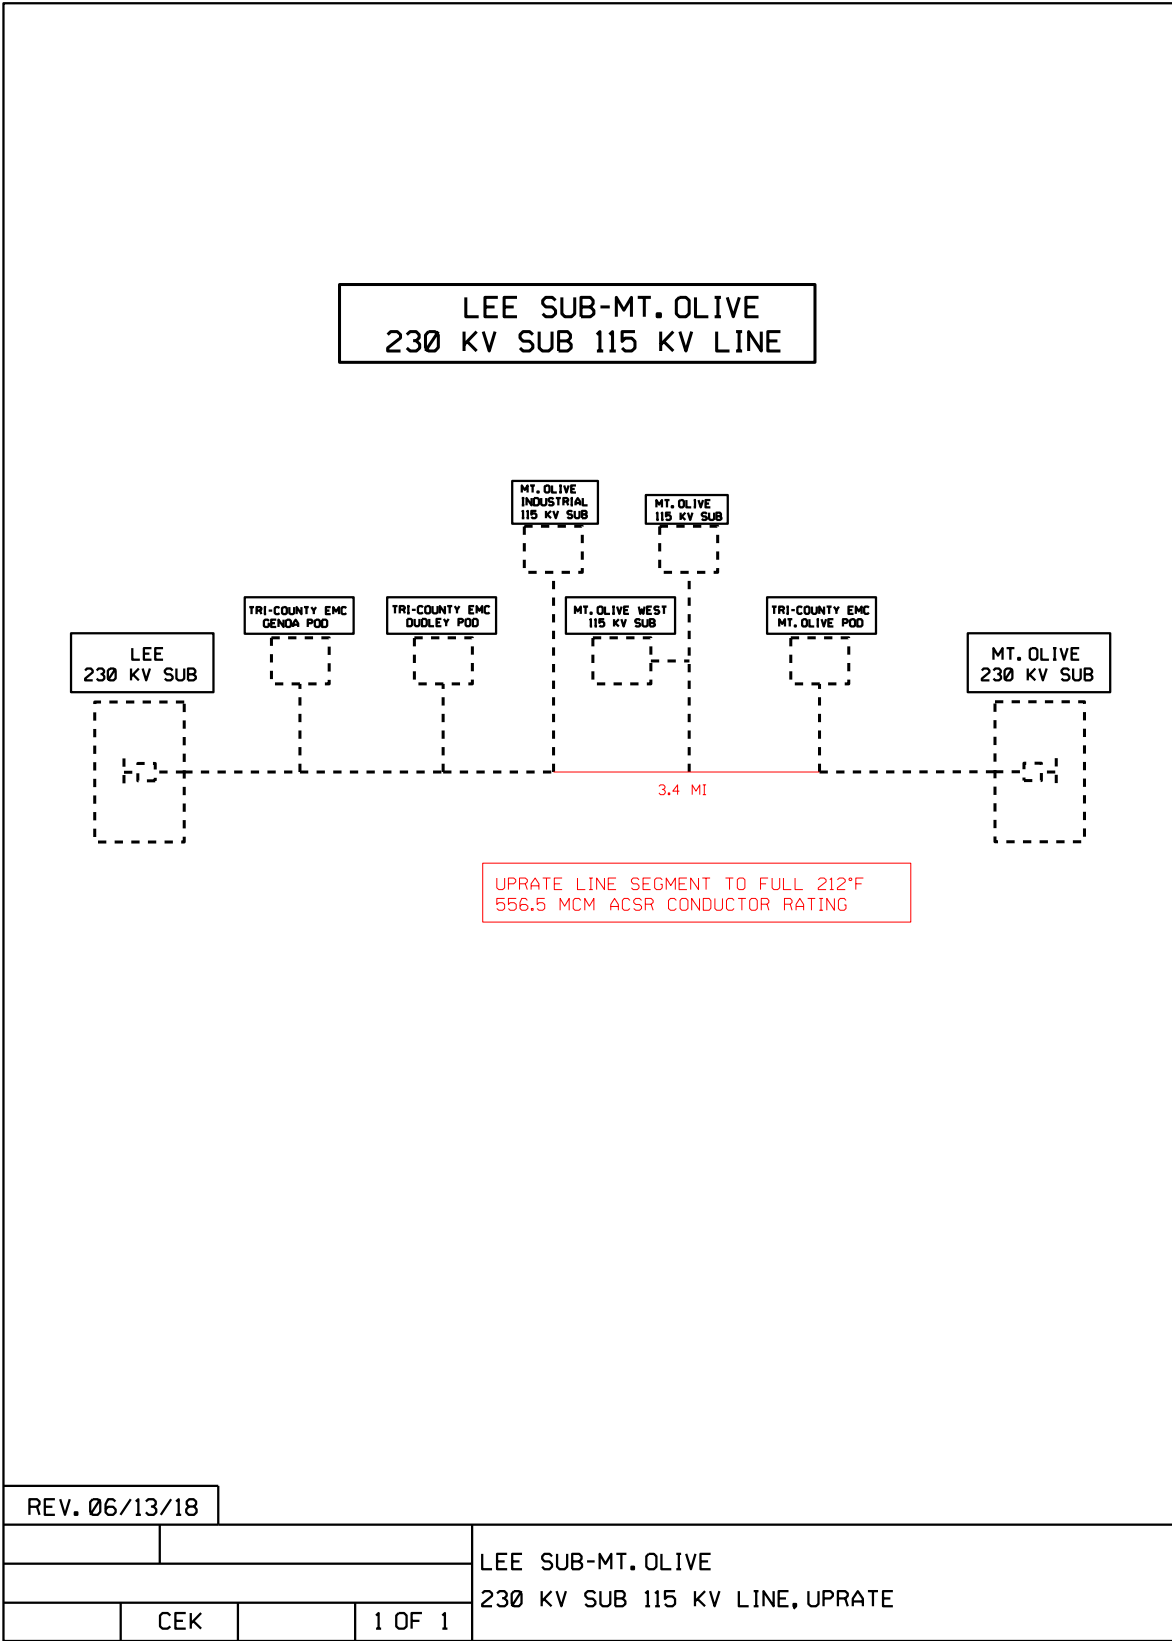 LEE SUB-MT. OLIVE
230 KV SUB 115 KV LINE
MT. OLIVE
INDUSTRIAL
115 KV SUB
MT. OLIVE
115 KV SUB
TRI-COUNTY EMC
GENOA POD
TRI-COUNTY EMC
DUDLEY POD
MT. OLIVE WEST
115 KV SUB
TRI-COUNTY EMC
MT. OLIVE POD
LEE
230 KV SUB
MT. OLIVE
230 KV SUB
3.4 MI
UPRATE LINE SEGMENT TO FULL 212°F
556.5 MCM ACSR CONDUCTOR RATING
REV. 06/13/18
LEE SUB-MT. OLIVE
230 KV SUB 115 KV LINE, UPRATE
CEK
1 OF 1